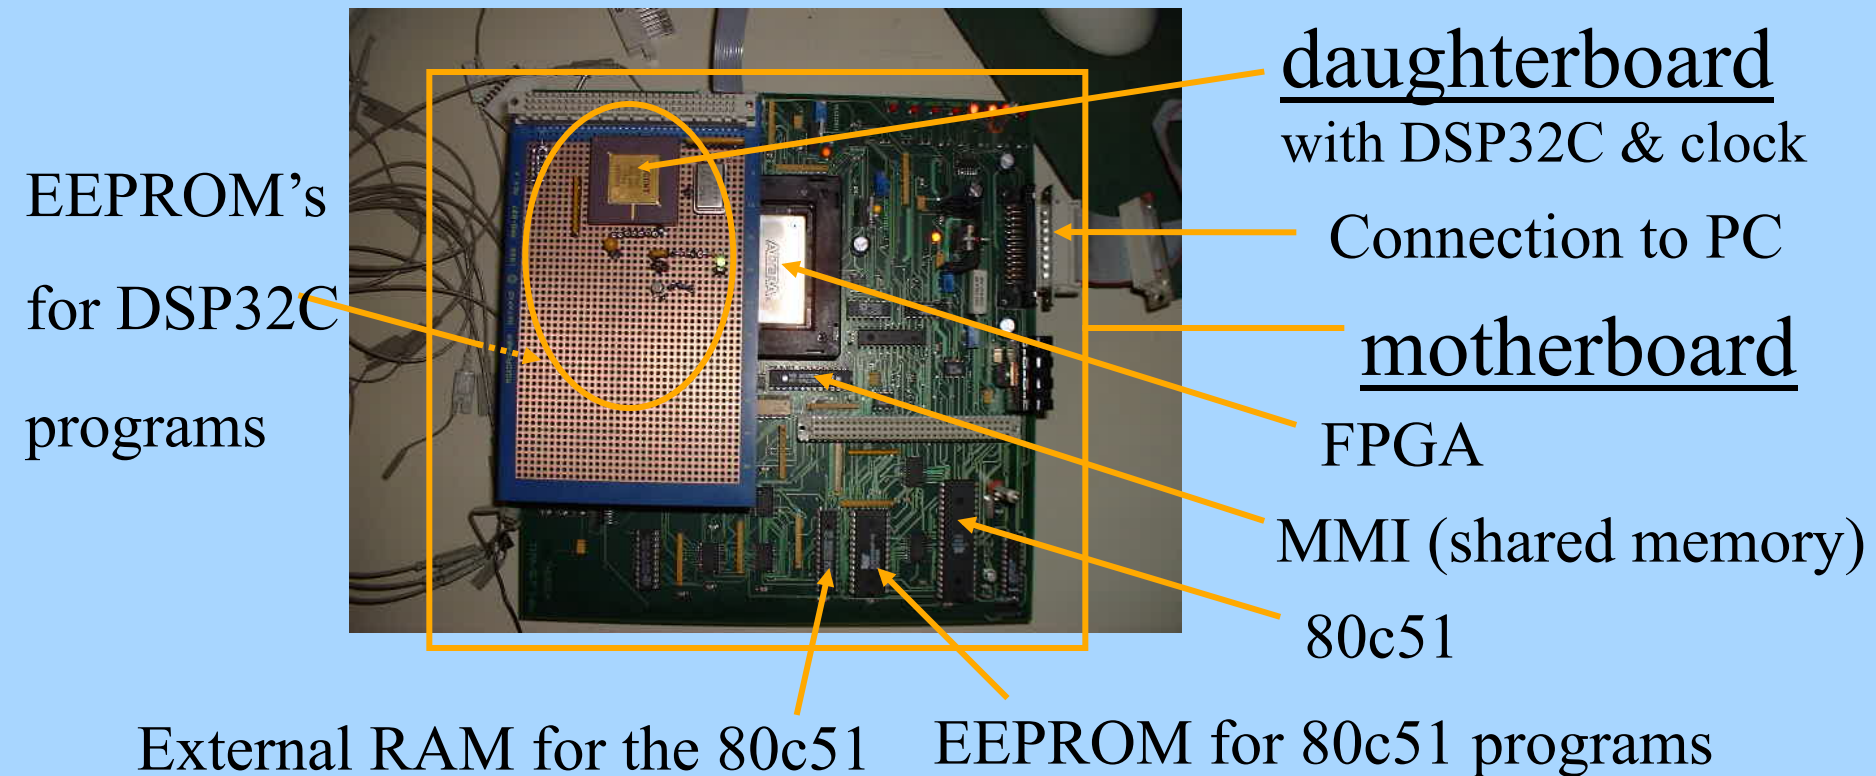 daughterboard
with DSP32C & clock
EEPROM’s
for DSP32C
programs
Connection to PC
motherboard
FPGA
MMI (shared memory)
80c51
External RAM for the 80c51
EEPROM for 80c51 programs
ALTERA